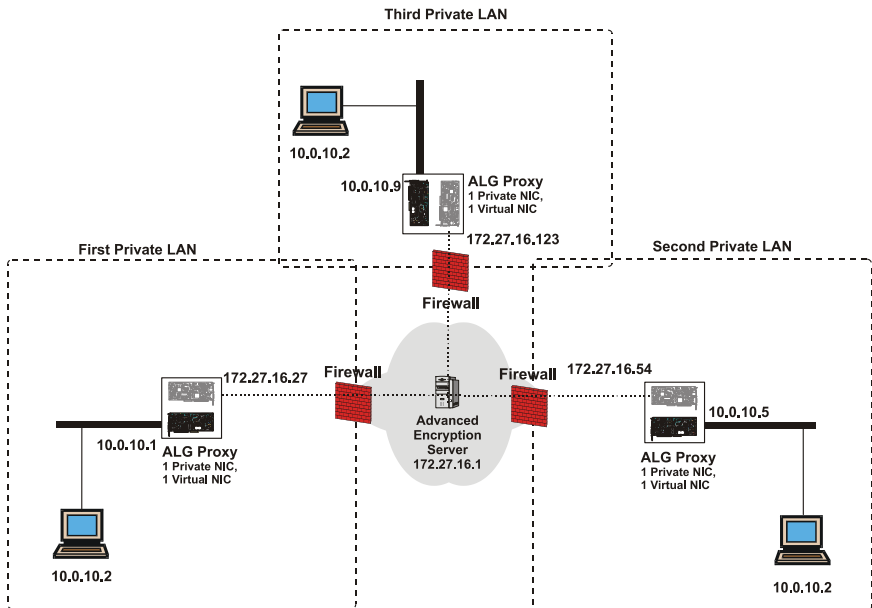 Third Private LAN
10.0.10.2
10.0.10.9
ALG Proxy
1 Private NIC,
1 Virtual NIC
172.27.16.123
Firewall
First Private LAN
172.27.16.27
10.0.10.1
ALG Proxy
1 Private NIC,
1 Virtual NIC
10.0.10.2
Firewall
Advanced
Encryption
Server
172.27.16.1
Second Private LAN
Firewall
172.27.16.54
10.0.10.5
ALG Proxy
1 Private NIC,
1 Virtual NIC
10.0.10.2